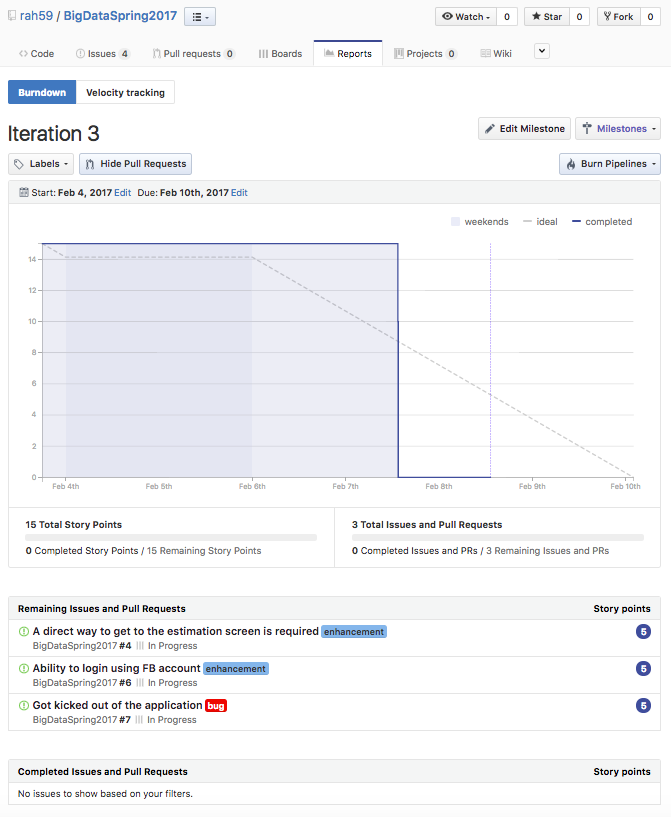 rah59 / BigDataSpring2017
Watch 0 Star 0 Fork 0
Code Issues 4 Pull requests 0 Boards Reports Projects 0 Wiki
Burndown Velocity tracking
Iteration 3
Edit Milestone Milestones
Labels Hide Pull Requests Burn Pipelines
Start: Feb 4, 2017 Edit Due: Feb 10th, 2017 Edit
weekends ideal completed
14
12
10
8
6
4
2
0
Feb 4th Feb 5th Feb 6th Feb 7th Feb 8th Feb 9th Feb 10th
15 Total Story Points
0 Completed Story Points / 15 Remaining Story Points
3 Total Issues and Pull Requests
0 Completed Issues and PRs / 3 Remaining Issues and PRs
Remaining Issues and Pull Requests Story points
A direct way to get to the estimation screen is required enhancement 5
BigDataSpring2017 #4 In Progress
Ability to login using FB account enhancement 5
BigDataSpring2017 #6 In Progress
Got kicked out of the application bug 5
BigDataSpring2017 #7 In Progress
Completed Issues and Pull Requests Story points
No issues to show based on your filters.